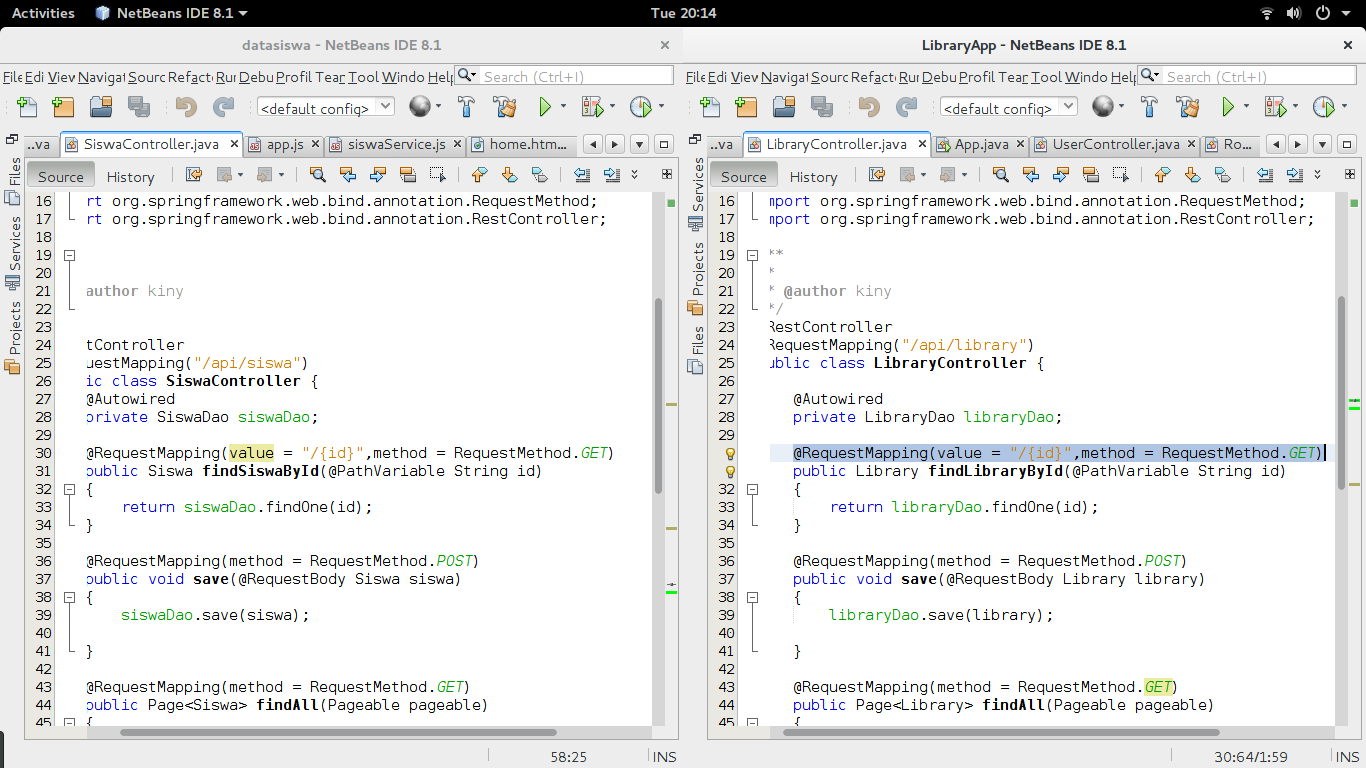 Activities NetBeans IDE 8.1 Tue 20:14
datasiswa - NetBeans IDE 8.1
File Edi View Navigat Sourc Refact Ru Debu Profil Tear Tool Windo Help Search (Ctrl+I)
<default config>
..va SiswaController.java app.js siswaService.js home.htm...
Source History
Files
Services
Projects
16 rt org.springframework.web.bind.annotation.RequestMethod;
17 rt org.springframework.web.bind.annotation.RestController;
18
19
20
21 author kiny
22
23
24 tController
25 uestMapping("/api/siswa")
26 ic class SiswaController {
27 @Autowired
28 private SiswaDao siswaDao;
29
30 @RequestMapping(value = "/{id}",method = RequestMethod.GET)
31 public Siswa findSiswaById(@PathVariable String id)
32 {
33 return siswaDao.findOne(id);
34 }
35
36 @RequestMapping(method = RequestMethod.POST)
37 public void save(@RequestBody Siswa siswa)
38 {
39 siswaDao.save(siswa);
40
41 }
42
43 @RequestMapping(method = RequestMethod.GET)
44 public Page<Siswa> findAll(Pageable pageable)
45 {
58:25 INS
LibraryApp - NetBeans IDE 8.1
File Edi View Navigat Sourc Refact Ru Debu Profil Tear Tool Windo Help Search (Ctrl+I)
<default config>
..va LibraryController.java App.java UserController.java Ro...
Source History
Services
Projects
Files
16 mport org.springframework.web.bind.annotation.RequestMethod;
17 mport org.springframework.web.bind.annotation.RestController;
18
19 **
20 *
21 * @author kiny
22 */
23 RestController
24 RequestMapping("/api/library")
25 ublic class LibraryController {
26
27 @Autowired
28 private LibraryDao libraryDao;
29
@RequestMapping(value = "/{id}",method = RequestMethod.GET)
public Library findLibraryById(@PathVariable String id)
32 {
33 return libraryDao.findOne(id);
34 }
35
36 @RequestMapping(method = RequestMethod.POST)
37 public void save(@RequestBody Library library)
38 {
39 libraryDao.save(library);
40
41 }
42
43 @RequestMapping(method = RequestMethod.GET)
44 public Page<Library> findAll(Pageable pageable)
45 {
30:64/1:59 INS